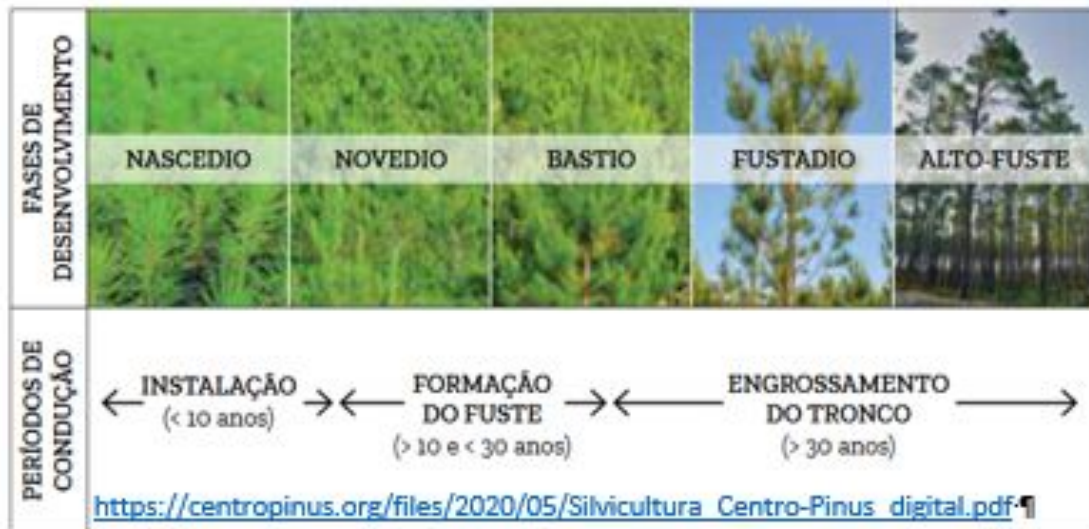 FASES DE
DESENVOLVIMENTO
NASCEDIO
NOVEDIO
BASTIO
FUSTADIO
ALTO-FUSTE
PERÍODOS DE
CONDUÇÃO
INSTALAÇÃO
(< 10 anos)
FORMAÇÃO
DO FUSTE
(> 10 e < 30 anos)
ENGROSSAMENTO
DO TRONCO
(> 30 anos)
https://centropinus.org/files/2020/05/Silvicultura_Centro-Pinus_digital.pdf·¶